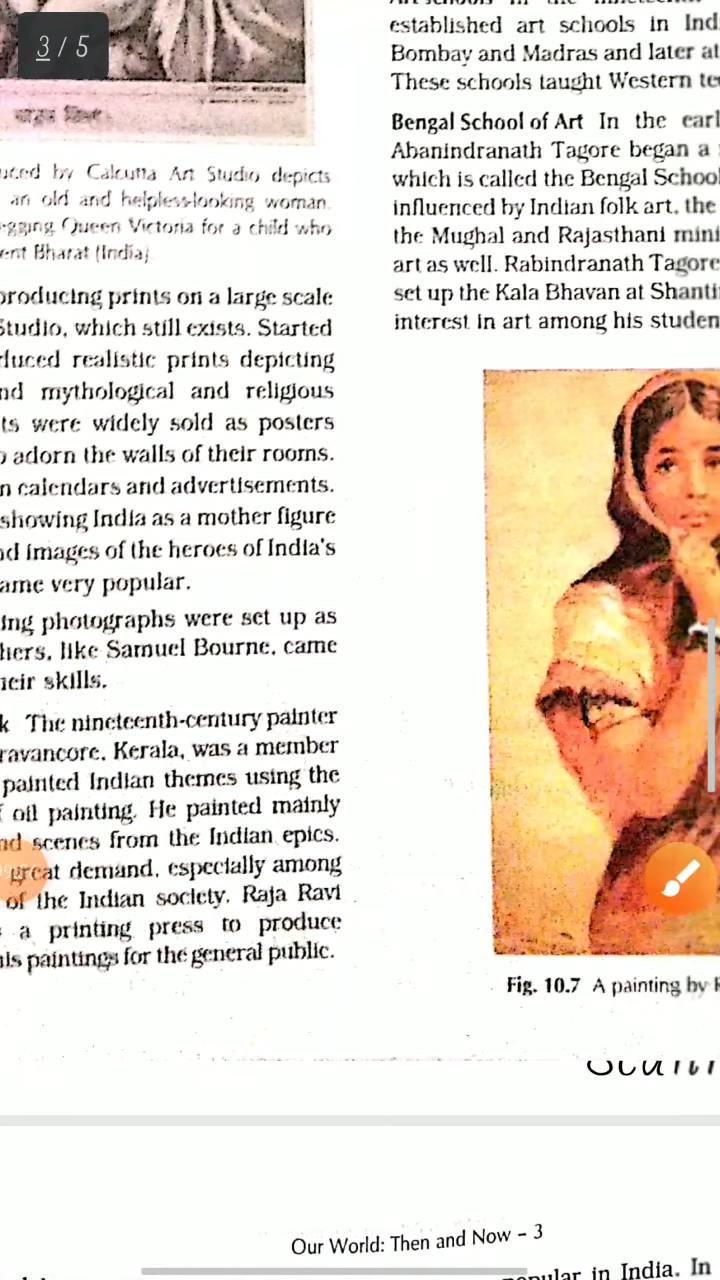 3 / 5
uced by Calcutta Art Studio depicts
an old and helpless-looking woman.
gging Queen Victoria for a child who
ent Bharat (India)
producing prints on a large scale
Studio, which still exists. Started
duced realistic prints depicting
nd mythological and religious
ts were widely sold as posters
o adorn the walls of their rooms.
n calendars and advertisements.
showing India as a mother figure
nd images of the heroes of India's
ame very popular.
ing photographs were set up as
hers, like Samuel Bourne, came
heir skills.
k The nineteenth-century painter
ravancore, Kerala, was a member
painted Indian themes using the
f oil painting. He painted mainly
nd scenes from the Indian epics.
great demand, especially among
of the Indian society. Raja Ravi
a printing press to produce
his paintings for the general public.
established art schools in Ind
Bombay and Madras and later at
These schools taught Western te
Bengal School of Art In the earl
Abanindranath Tagore began a
which is called the Bengal School
influenced by Indian folk art, the
the Mughal and Rajasthani mini
art as well. Rabindranath Tagore
set up the Kala Bhavan at Shanti
interest in art among his studen
Fig. 10.7 A painting by R
Our World: Then and Now – 3
popular in India. In